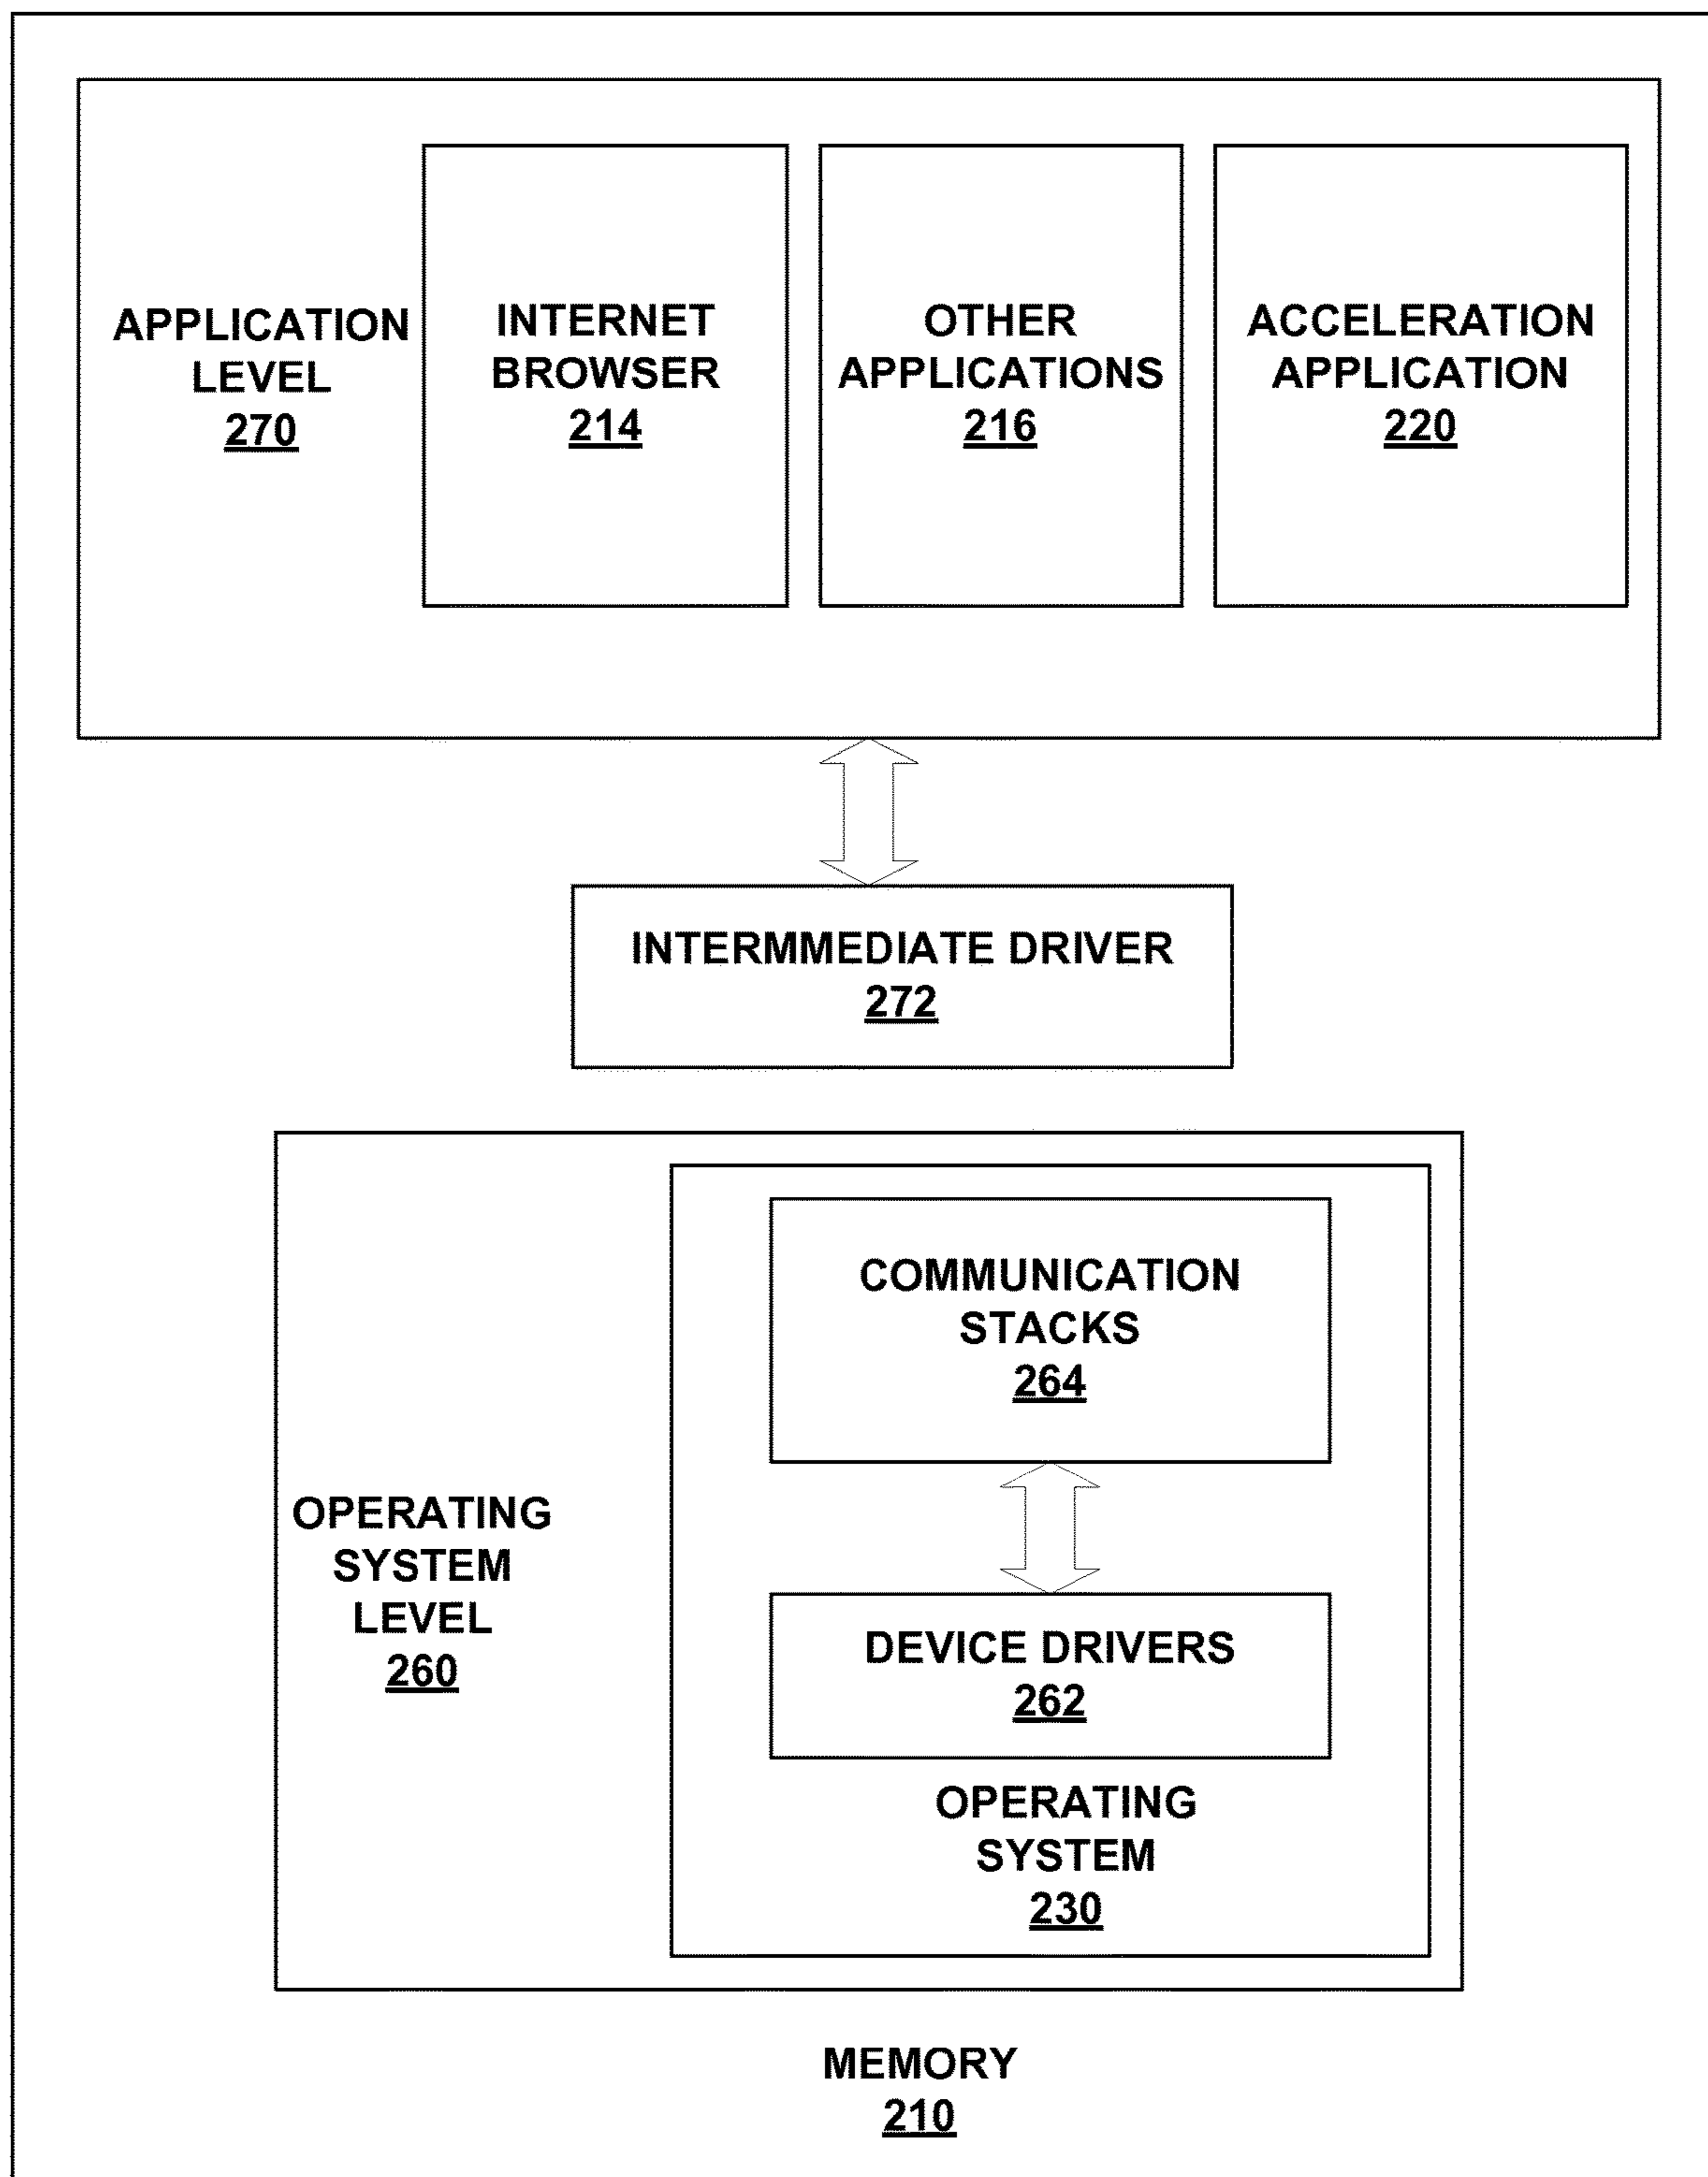 APPLICATION
LEVEL
270
INTERNET
BROWSER
214
OTHER
APPLICATIONS
216
ACCELERATION
APPLICATION
220
INTERMMEDIATE DRIVER
272
COMMUNICATION
STACKS
264
OPERATING
SYSTEM
LEVEL
260
DEVICE DRIVERS
262
OPERATING
SYSTEM
230
MEMORY
210